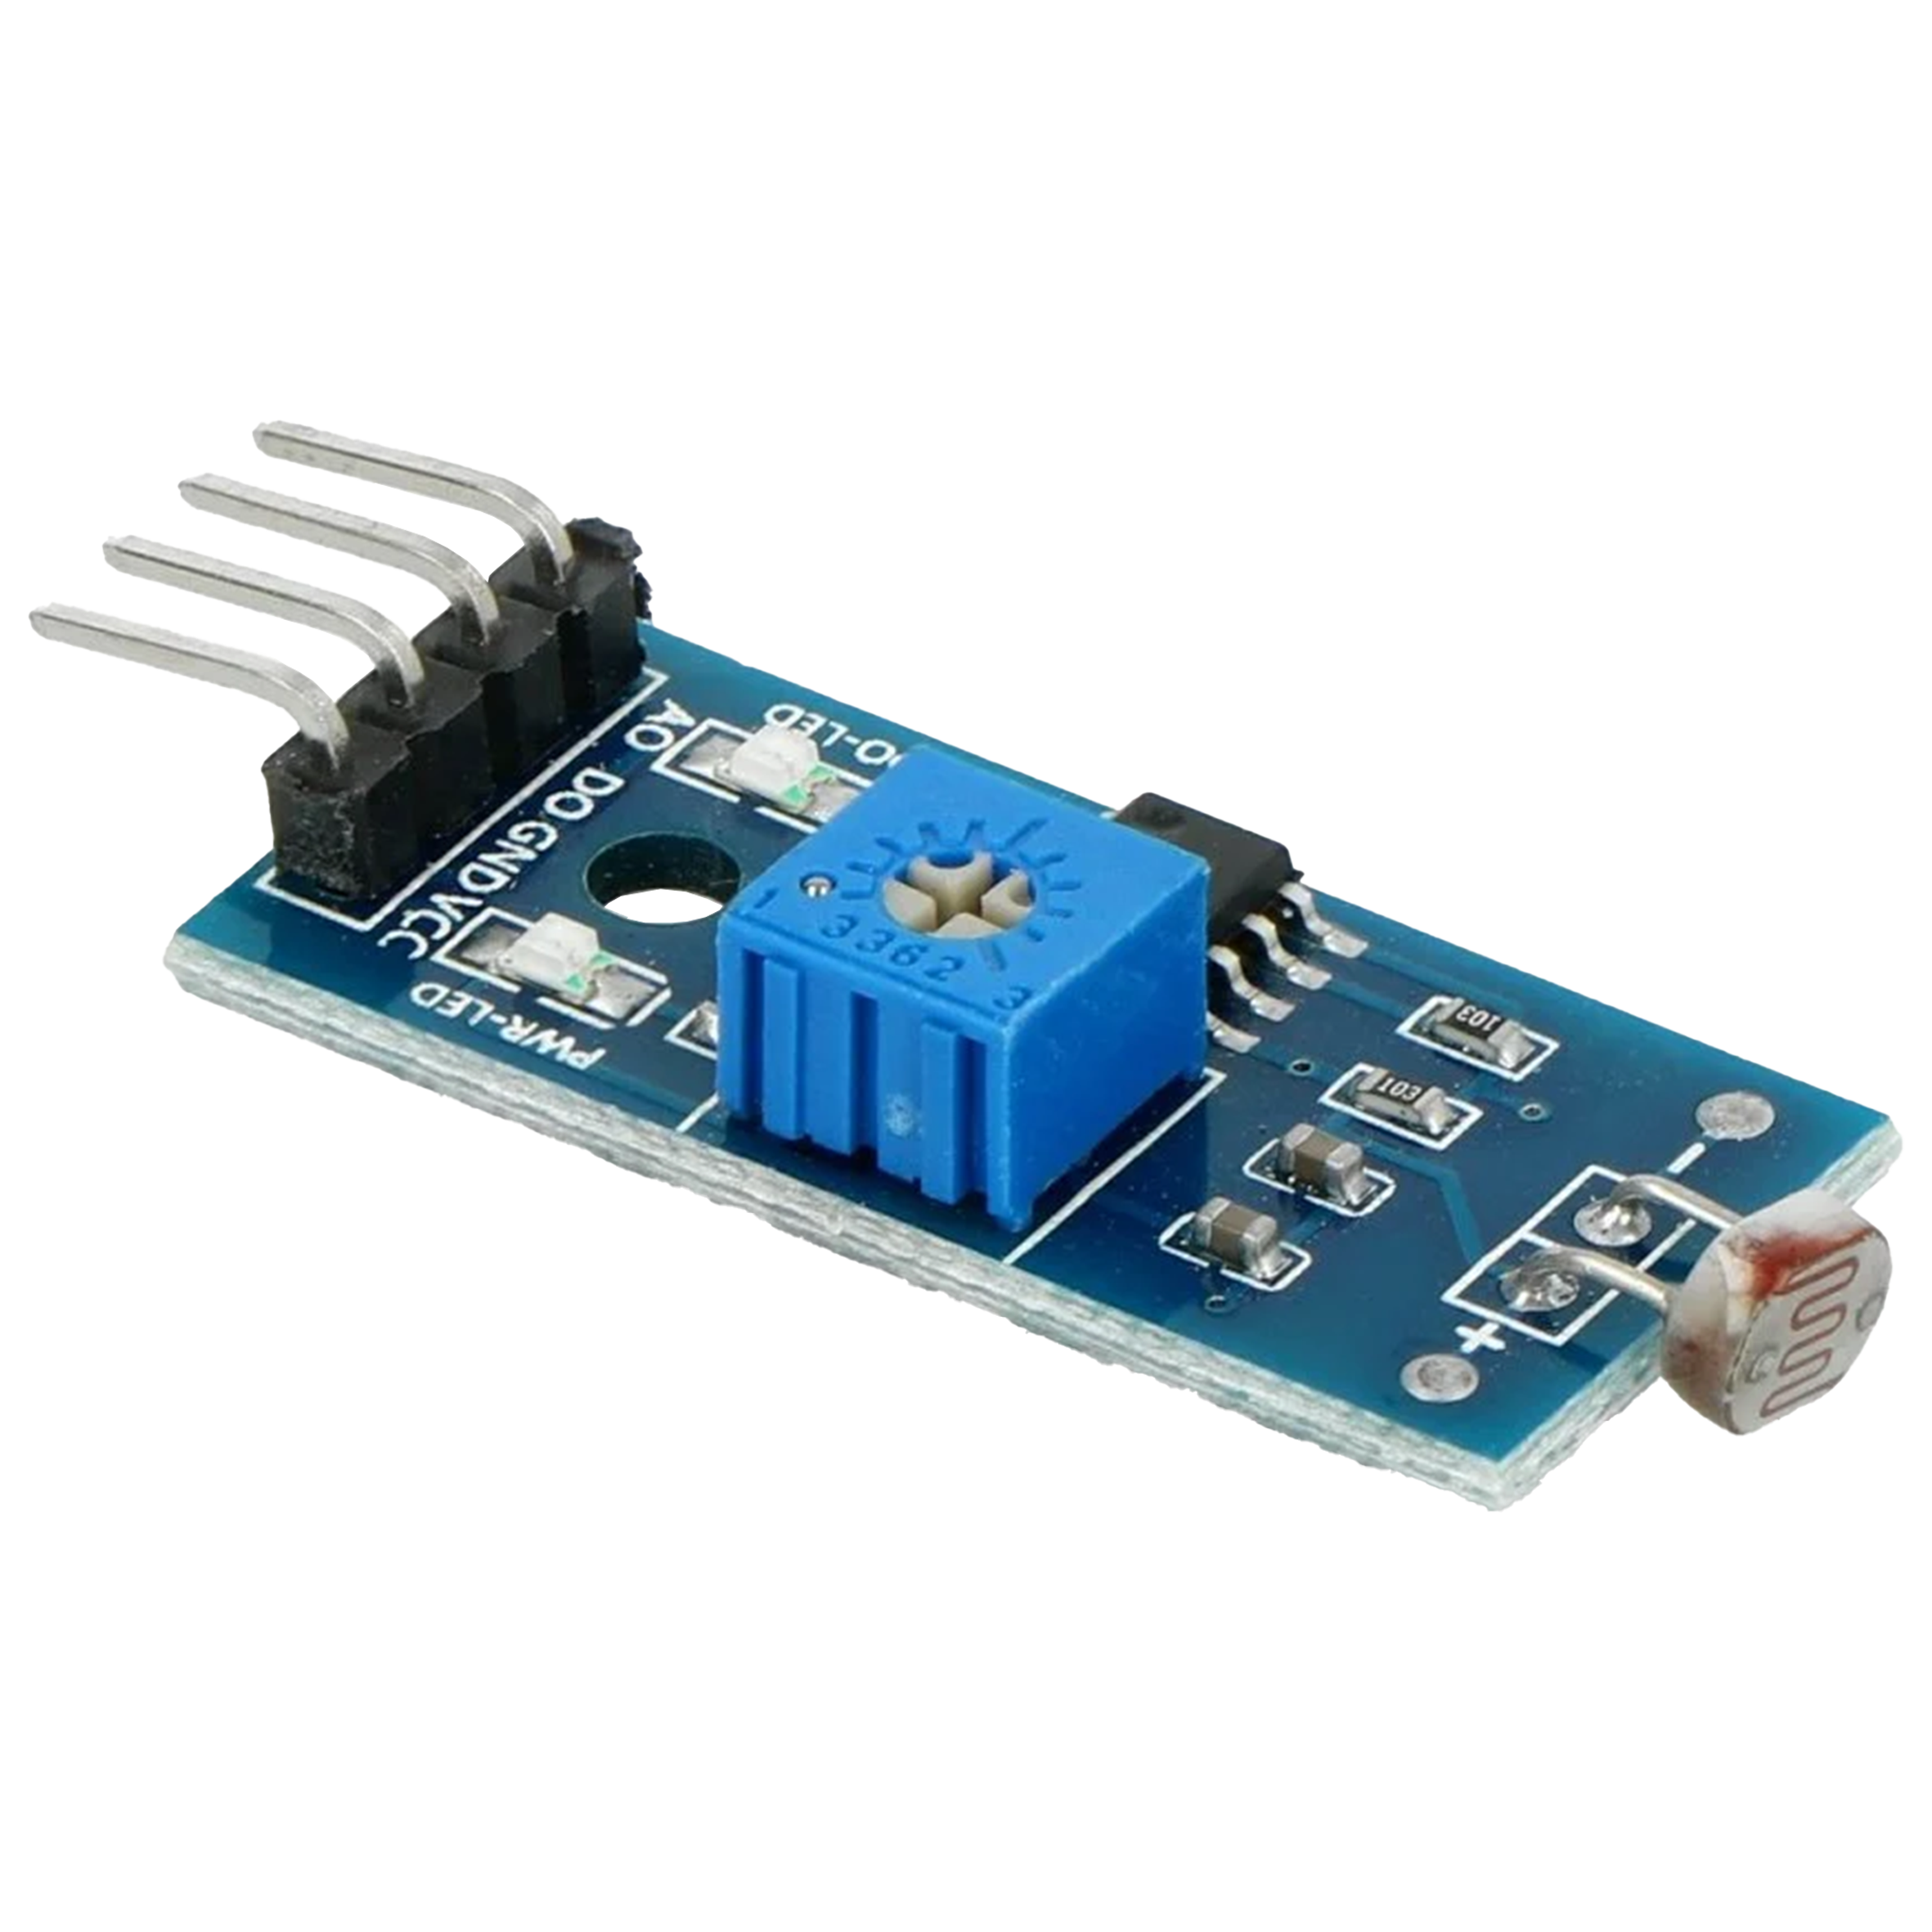 AO
DO
GND
VCC
DO-LED
PWR-LED
1
3362
3
103
103
-
+